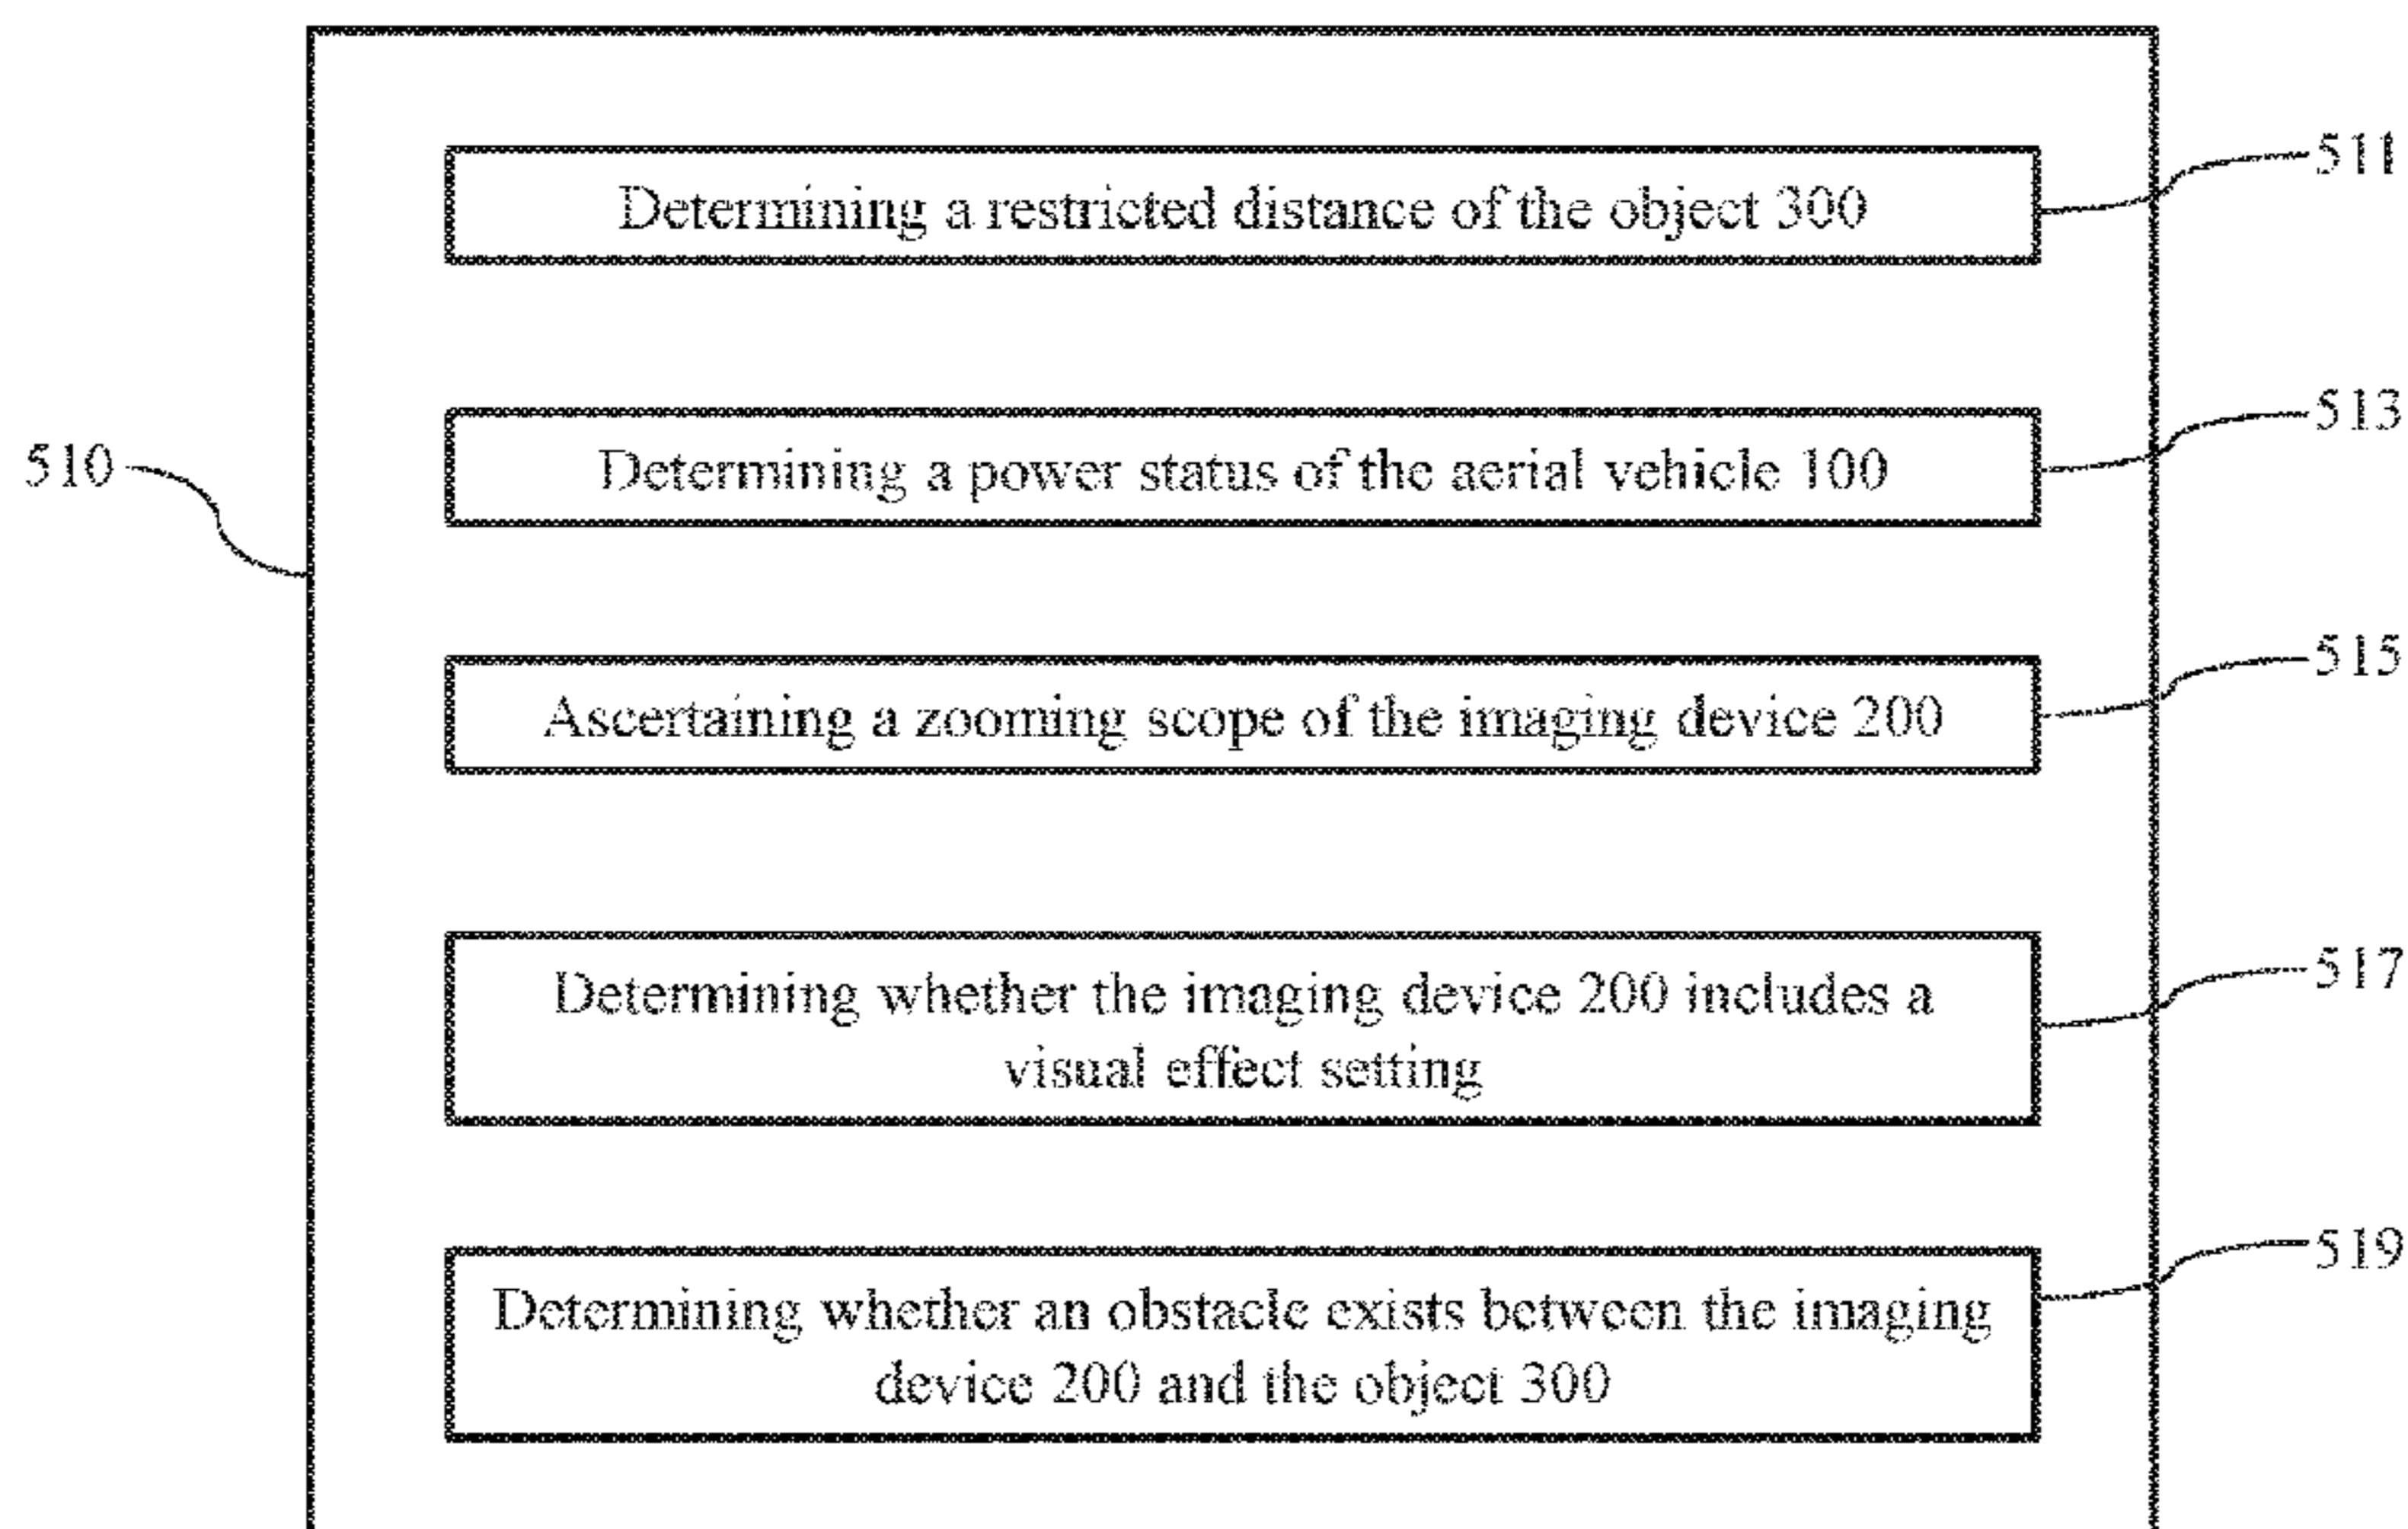 Determining a restricted distance of the object 300
511
Determining a power status of the aerial vehicle 100
513
510
Ascertaining a zooming scope of the imaging device 200
515
Determining whether the imaging device 200 includes a
visual effect setting
517
Determining whether an obstacle exists between the imaging
device 200 and the object 300
519